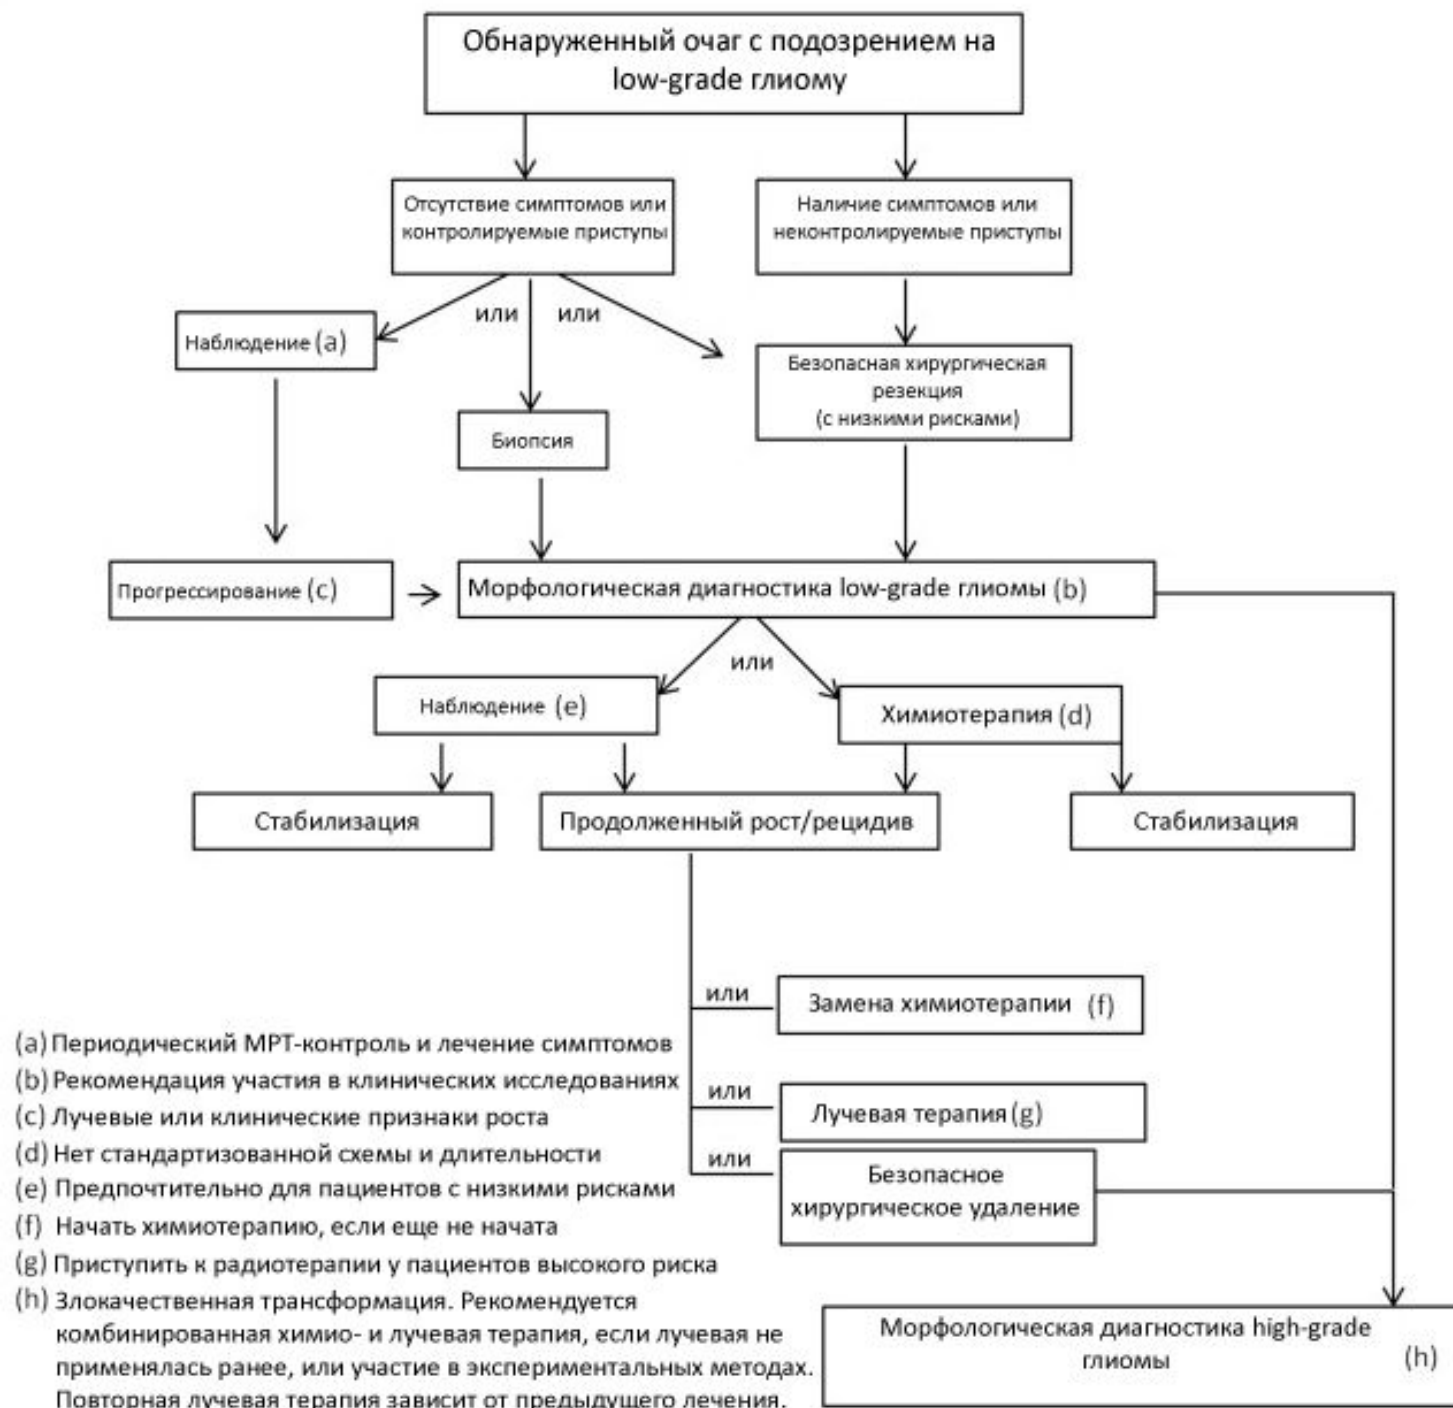 Обнаруженный очаг с подозрением на
low-grade глиому
Отсутствие симптомов или
контролируемые приступы
Наличие симптомов или
неконтролируемые приступы
или
или
Наблюдение (a)
Безопасная хирургическая
резекция
(с низкими рисками)
Биопсия
Прогрессирование (c)
Морфологическая диагностика low-grade глиомы (b)
или
Наблюдение (e)
Химиотерапия (d)
Стабилизация
Продолженный рост/рецидив
Стабилизация
или
Замена химиотерапии (f)
или
Лучевая терапия (g)
или
Безопасное
хирургическое удаление
(a) Периодический МРТ-контроль и лечение симптомов
(b) Рекомендация участия в клинических исследованиях
(c) Лучевые или клинические признаки роста
(d) Нет стандартизованной схемы и длительности
(e) Предпочтительно для пациентов с низкими рисками
(f) Начать химиотерапию, если еще не начата
(g) Приступить к радиотерапии у пациентов высокого риска
(h) Злокачественная трансформация. Рекомендуется
комбинированная химио- и лучевая терапия, если лучевая не
применялась ранее, или участие в экспериментальных методах.
Повторная лучевая терапия зависит от предыдущего лечения.
Морфологическая диагностика high-grade
глиомы (h)